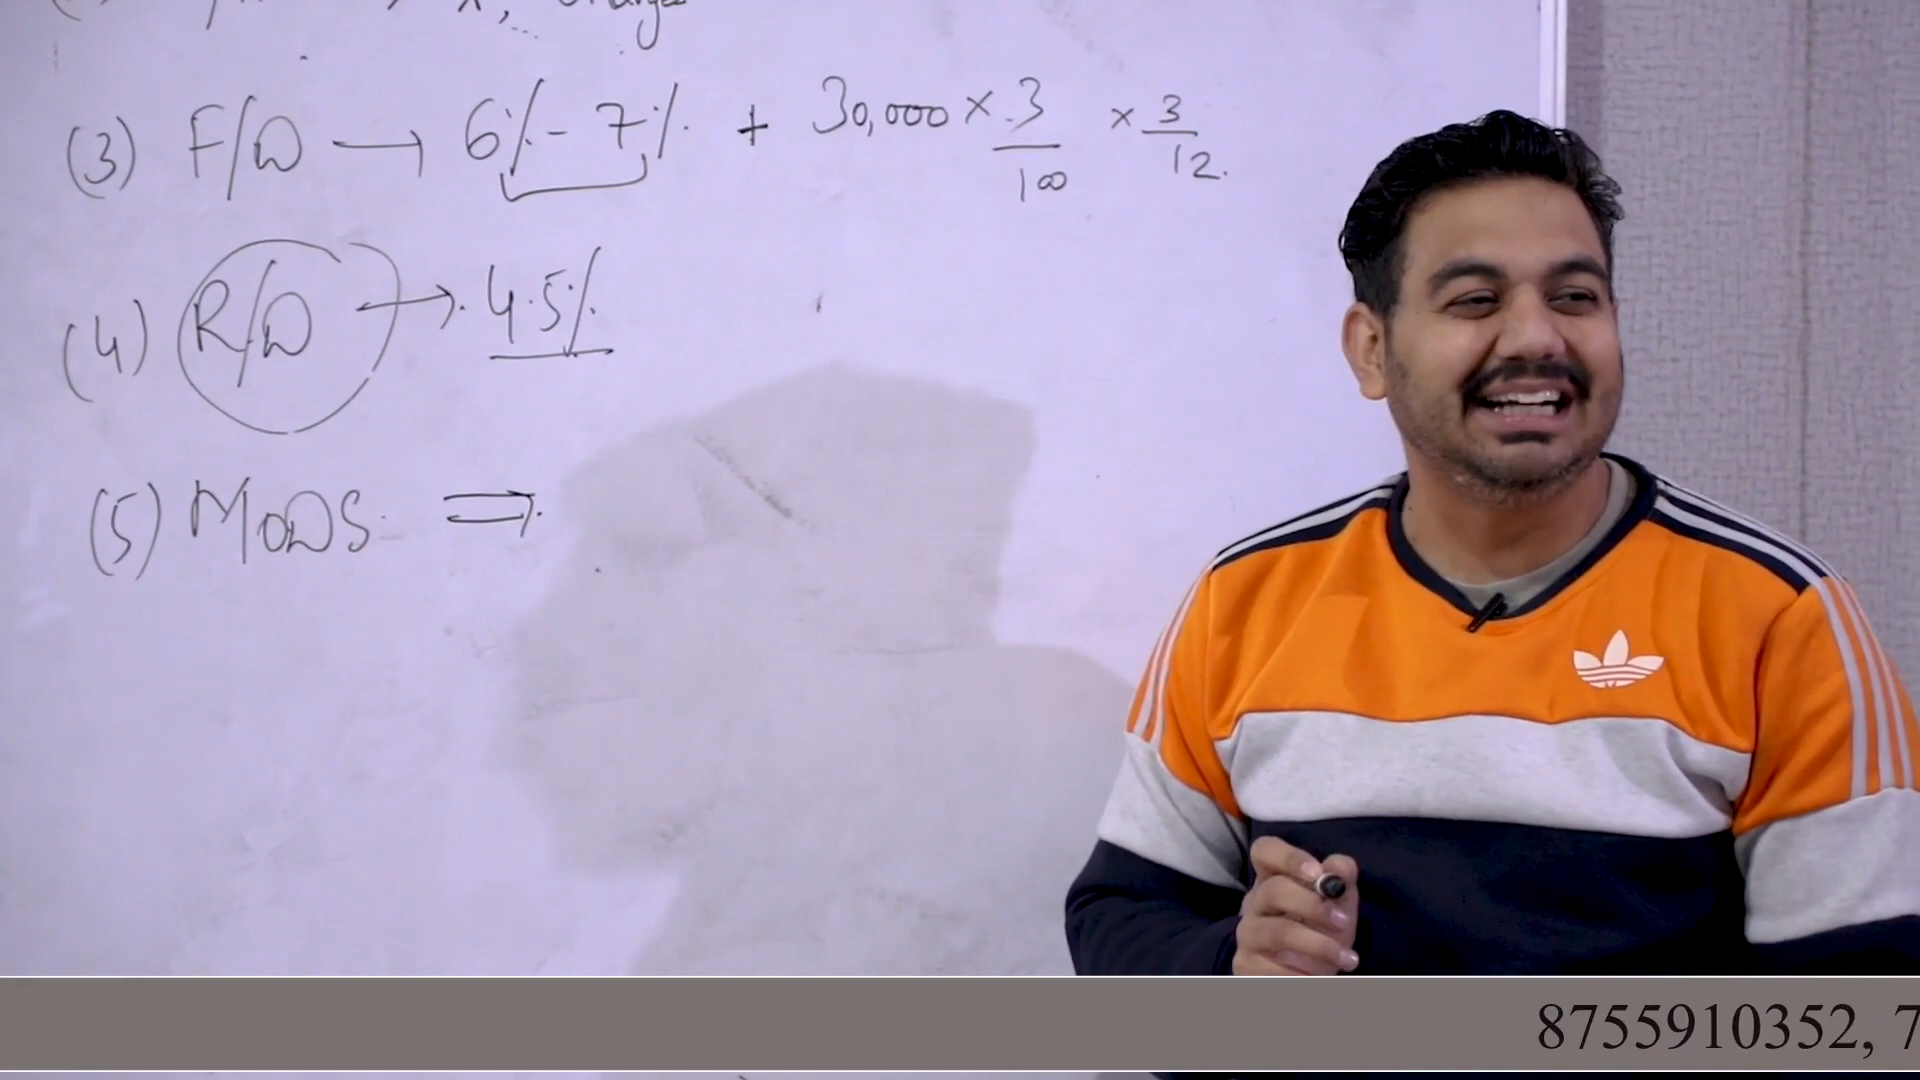 (3) F/D → 6% - 7% + 30,000 × 3/100 × 3/12.
(4) R/D → 4.5%
(5) MODS ⇒
8755910352, 7